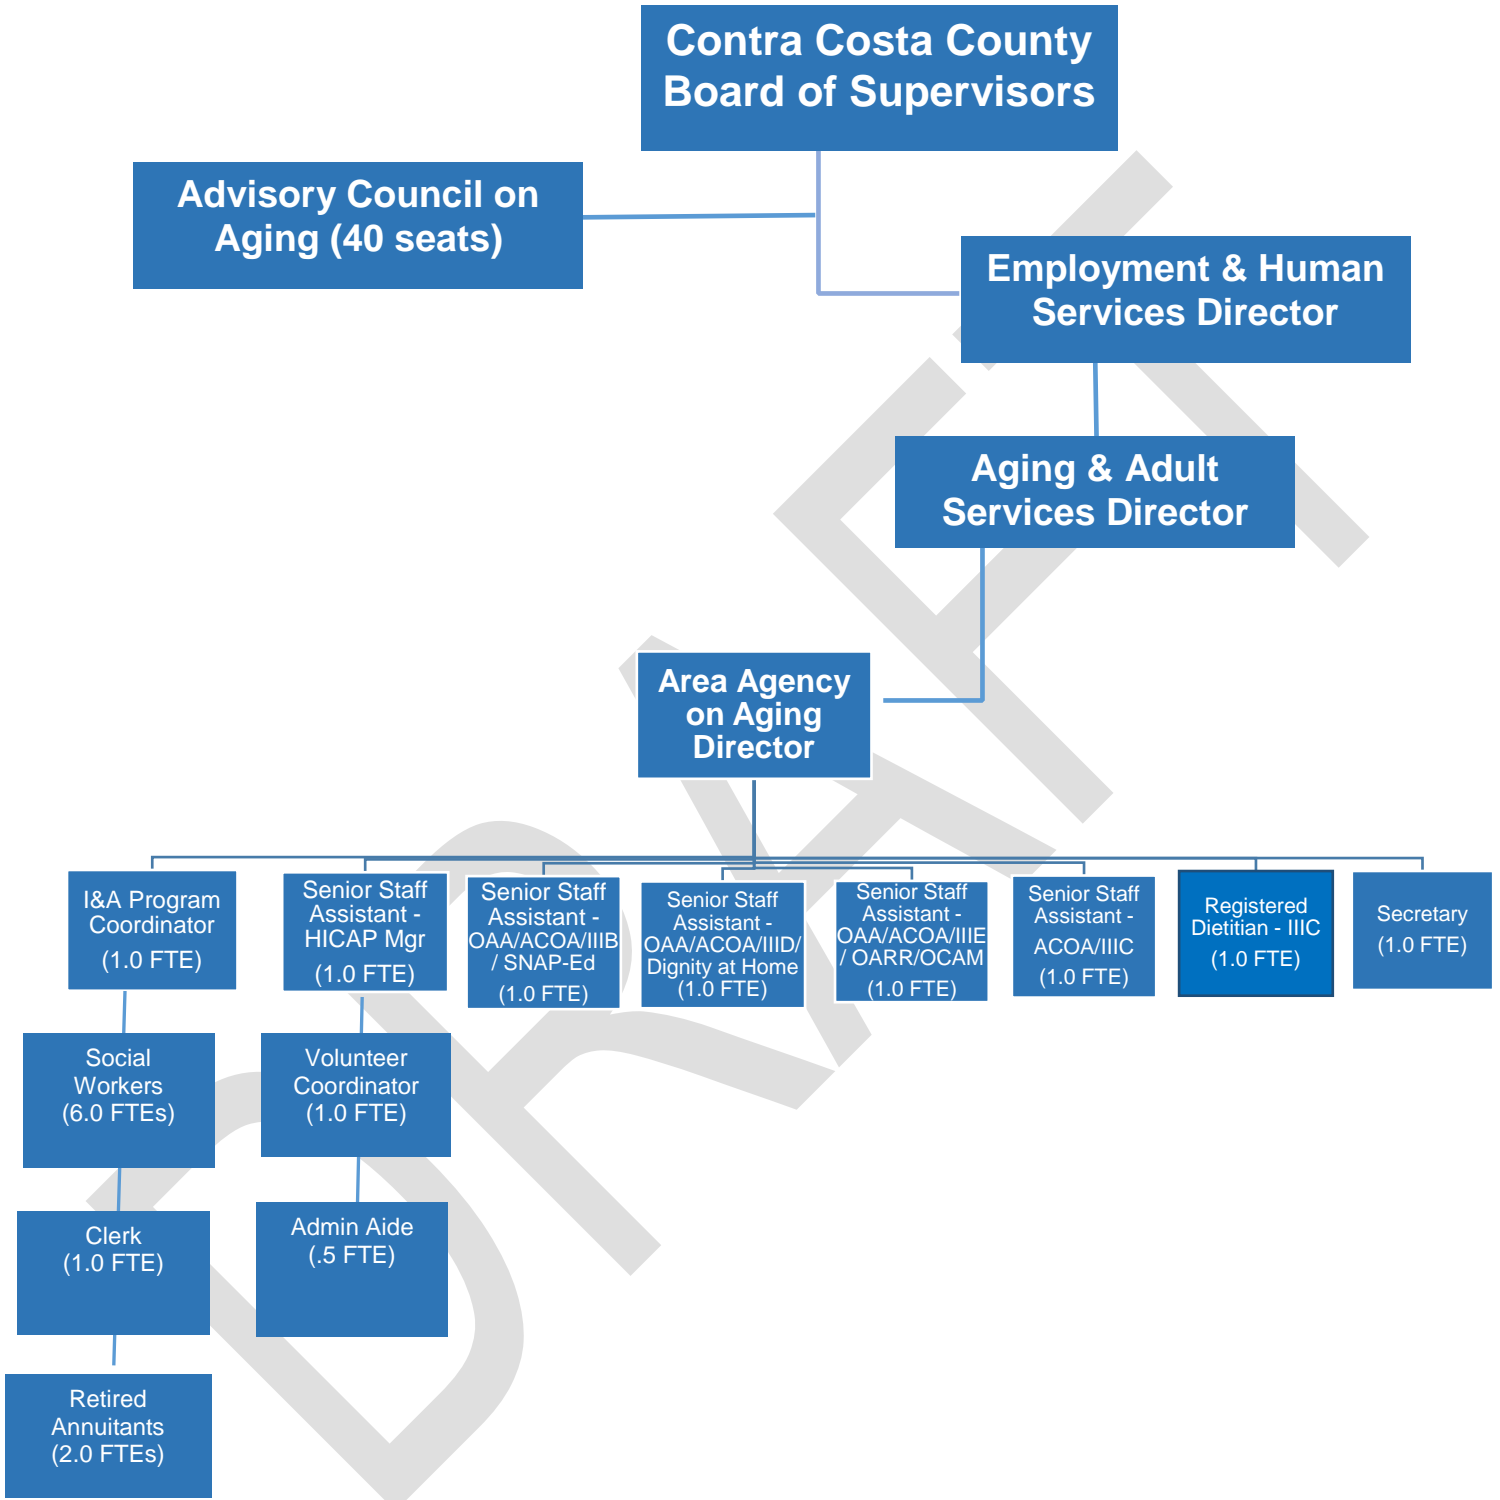 Contra Costa County
Board of Supervisors
Advisory Council on
Aging (40 seats)
Employment & Human
Services Director
Aging & Adult
Services Director
Area Agency
on Aging
Director
I&A Program
Coordinator
(1.0 FTE)
Senior Staff
Assistant -
HICAP Mgr
(1.0 FTE)
Senior Staff
Assistant -
OAA/ACOA/IIIB
/ SNAP-Ed
(1.0 FTE)
Senior Staff
Assistant -
OAA/ACOA/IIID/
Dignity at Home
(1.0 FTE)
Senior Staff
Assistant -
OAA/ACOA/IIIE
/ OARR/OCAM
(1.0 FTE)
Senior Staff
Assistant -
ACOA/IIIC
(1.0 FTE)
Registered
Dietitian - IIIC
(1.0 FTE)
Secretary
(1.0 FTE)
Social
Workers
(6.0 FTEs)
Volunteer
Coordinator
(1.0 FTE)
Clerk
(1.0 FTE)
Admin Aide
(.5 FTE)
Retired
Annuitants
(2.0 FTEs)
DRAFT